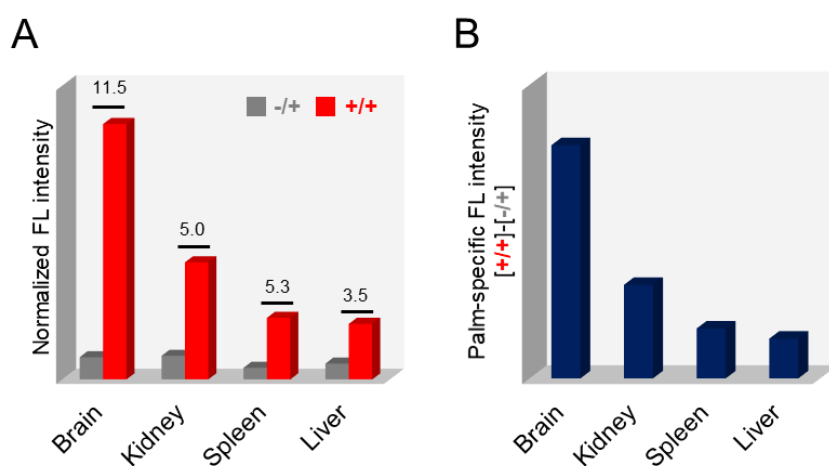 A
Normalized FL intensity
11.5
5.0
5.3
3.5
-/+ +/+
Brain
Kidney
Spleen
Liver
B
Palm-specific FL intensity
[+/+]-[-/+]
Brain
Kidney
Spleen
Liver